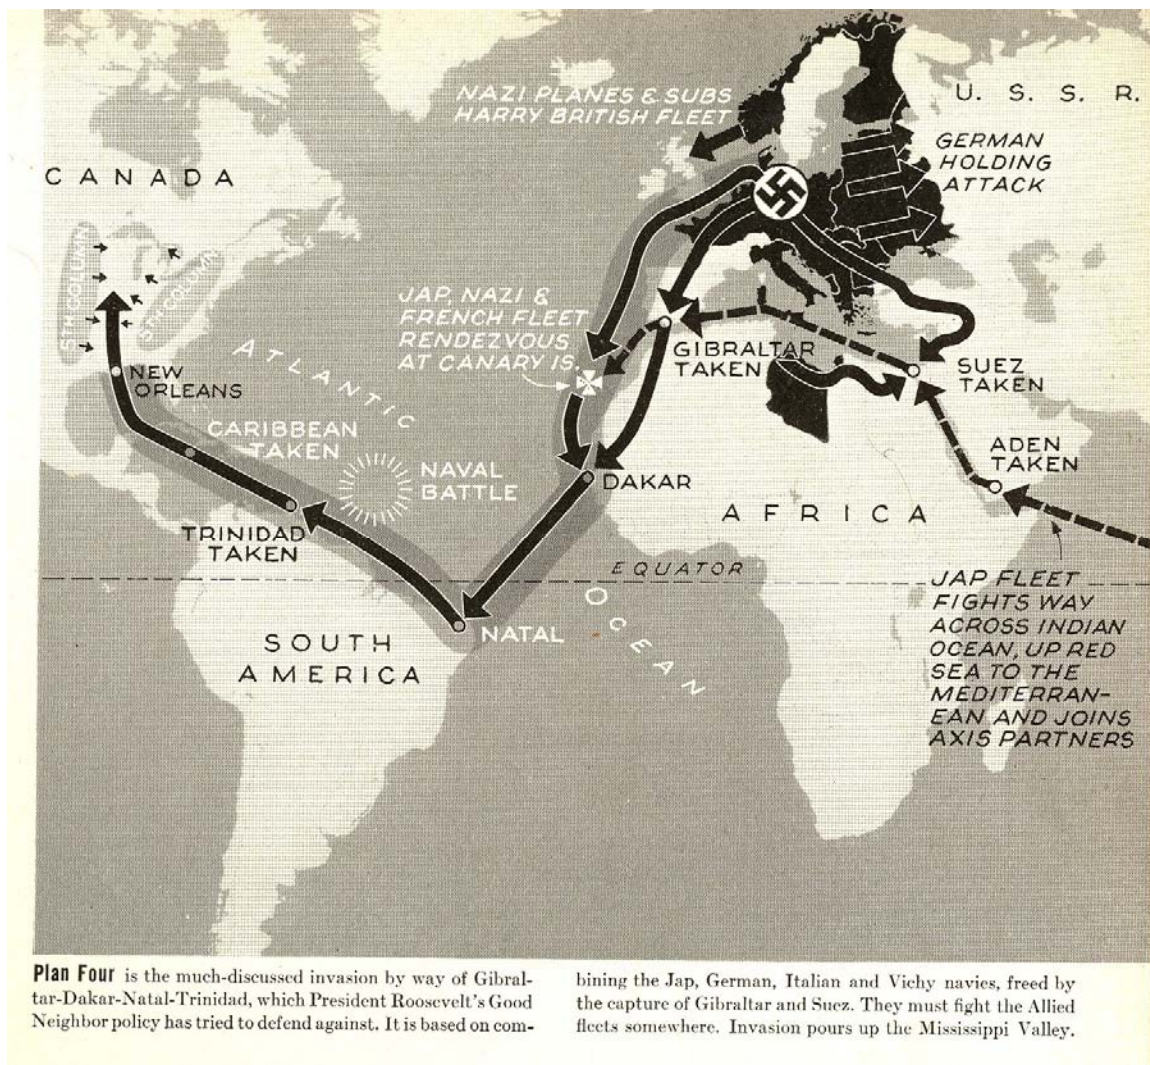 NAZI PLANES & SUBS
HARRY BRITISH FLEET
U. S. S. R.
GERMAN
HOLDING
ATTACK
CANADA
5TH COLUMN
5TH COLUMN
JAP, NAZI &
FRENCH FLEET
RENDEZVOUS
AT CANARY IS.
ATLANTIC
GIBRALTAR
TAKEN
SUEZ
TAKEN
NEW
ORLEANS
CARIBBEAN
TAKEN
NAVAL
BATTLE
DAKAR
ADEN
TAKEN
AFRICA
TRINIDAD
TAKEN
EQUATOR
OCEAN
NATAL
SOUTH
AMERICA
JAP FLEET
FIGHTS WAY
ACROSS INDIAN
OCEAN, UP RED
SEA TO THE
MEDITERRAN-
EAN AND JOINS
AXIS PARTNERS
Plan Four is the much-discussed invasion by way of Gibral-
tar-Dakar-Natal-Trinidad, which President Roosevelt's Good
Neighbor policy has tried to defend against. It is based on com-
bining the Jap, German, Italian and Vichy navies, freed by
the capture of Gibraltar and Suez. They must fight the Allied
fleets somewhere. Invasion pours up the Mississippi Valley.